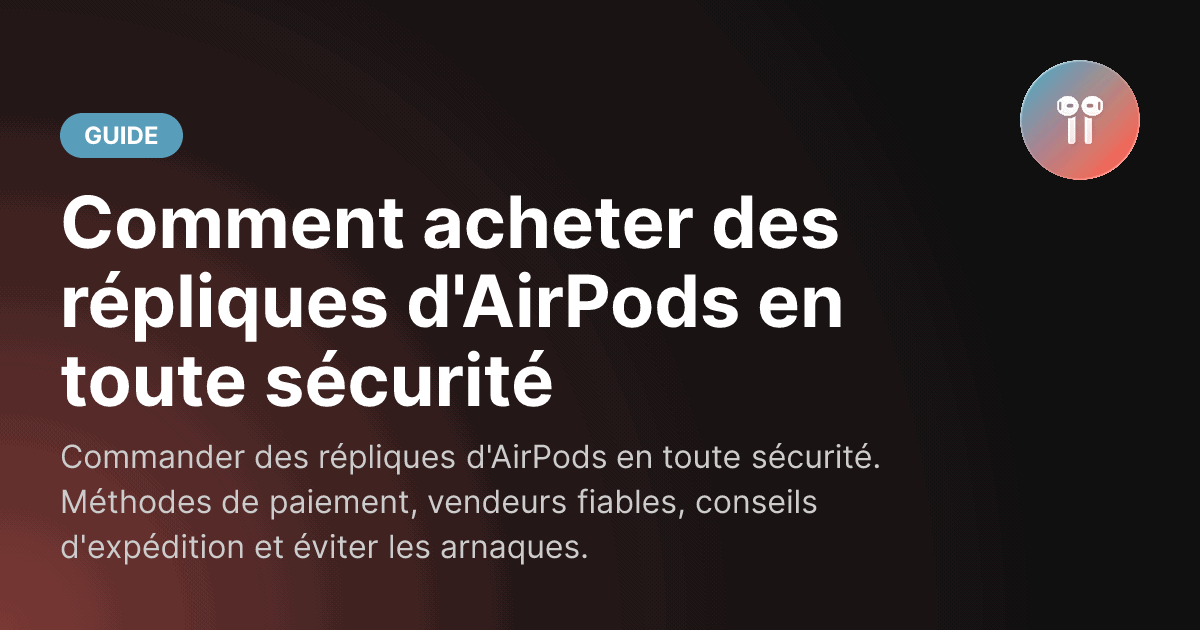 GUIDE
Comment acheter des
répliques d'AirPods en
toute sécurité
Commander des répliques d'AirPods en toute sécurité.
Méthodes de paiement, vendeurs fiables, conseils
d'expédition et éviter les arnaques.